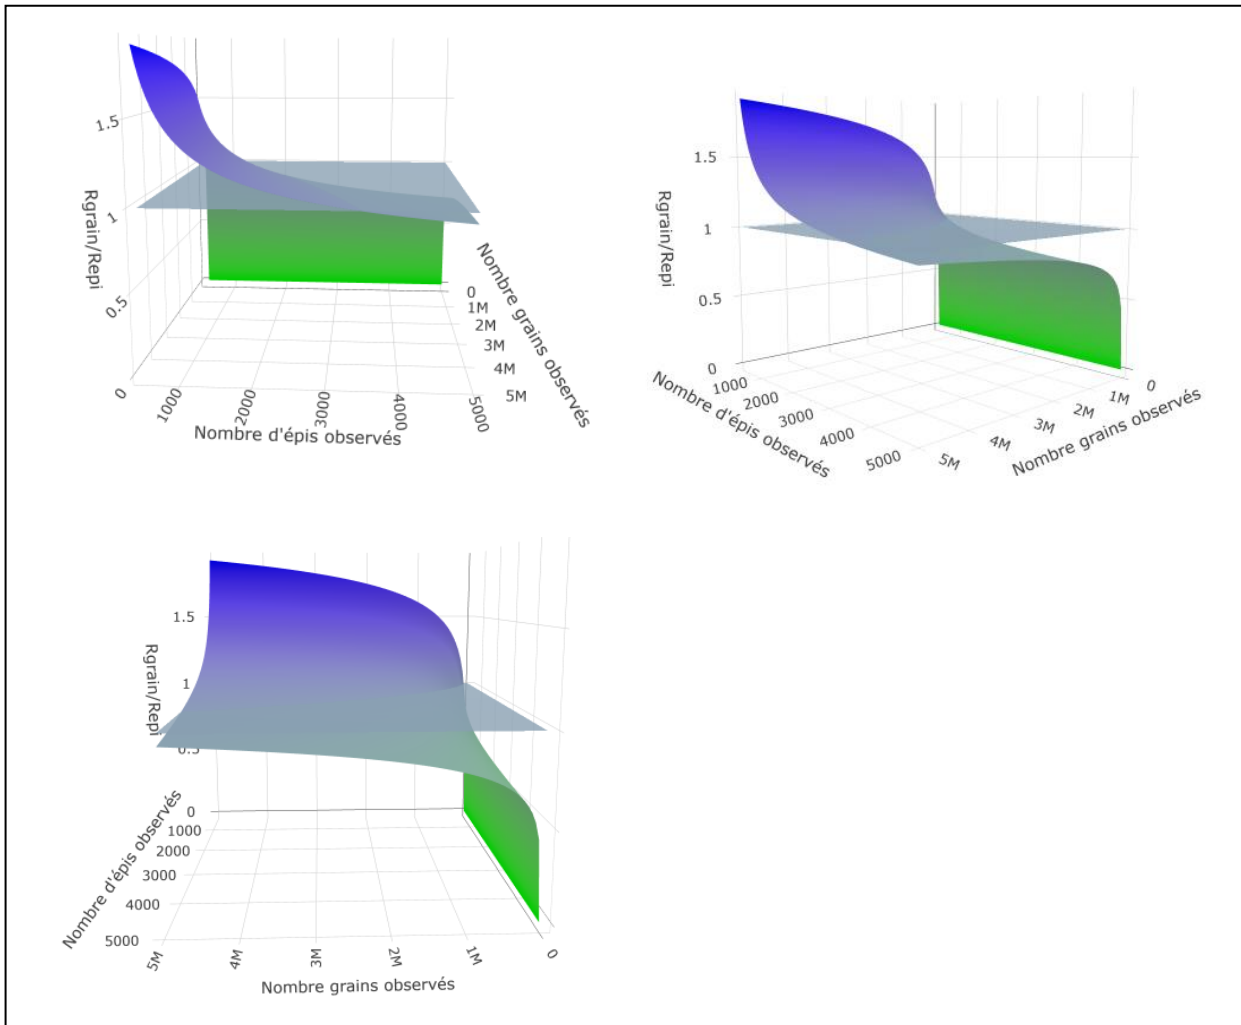 1.5
1
0.5
0
Rgrain/Repi
0
1000
2000
3000
4000
5000
Nombre d'épis observés
0
1M
2M
3M
4M
5M
Nombre grains observés
1.5
1
0.5
0
Rgrain/Repi
1000
2000
3000
4000
5000
Nombre d'épis observés
5M
4M
3M
2M
1M
0
Nombre grains observés
1.5
1
0.5
0
Rgrain/Repi
1000
2000
3000
4000
5000
Nombre d'épis observés
5M
4M
3M
2M
1M
0
Nombre grains observés